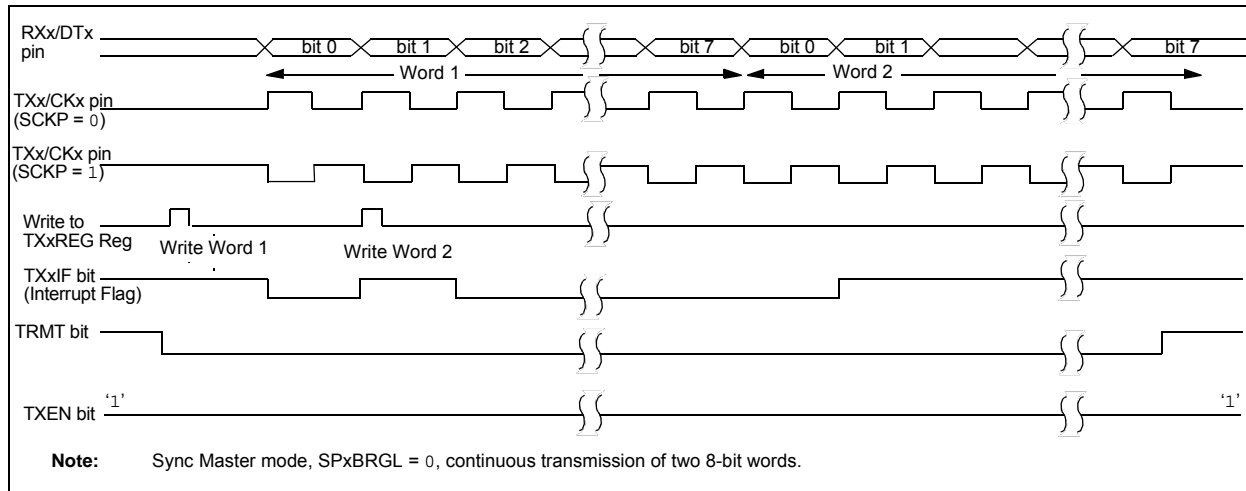 RXx/DTx
pin
bit 0 bit 1 bit 2 bit 7 bit 0 bit 1 bit 7
Word 1 Word 2
TXx/CKx pin
(SCKP = 0)
TXx/CKx pin
(SCKP = 1)
Write to
TXxREG Reg
Write Word 1 Write Word 2
TXxIF bit
(Interrupt Flag)
TRMT bit
TXEN bit ‘1’ ‘1’
Note: Sync Master mode, SPxBRGL = 0, continuous transmission of two 8-bit words.